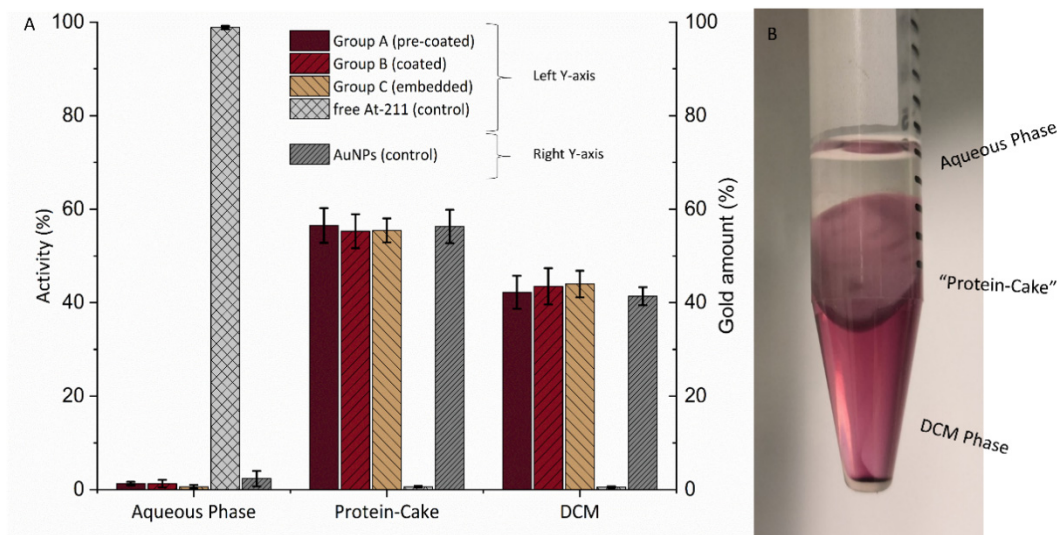 A
100
80
60
40
20
0
Activity (%)
Group A (pre-coated)
Group B (coated)
Group C (embedded)
free At-211 (control)
Left Y-axis
AuNPs (control)
Right Y-axis
100
80
60
40
20
0
Gold amount (%)
Aqueous Phase
Protein-Cake
DCM
B
Aqueous Phase
“Protein-Cake”
DCM Phase